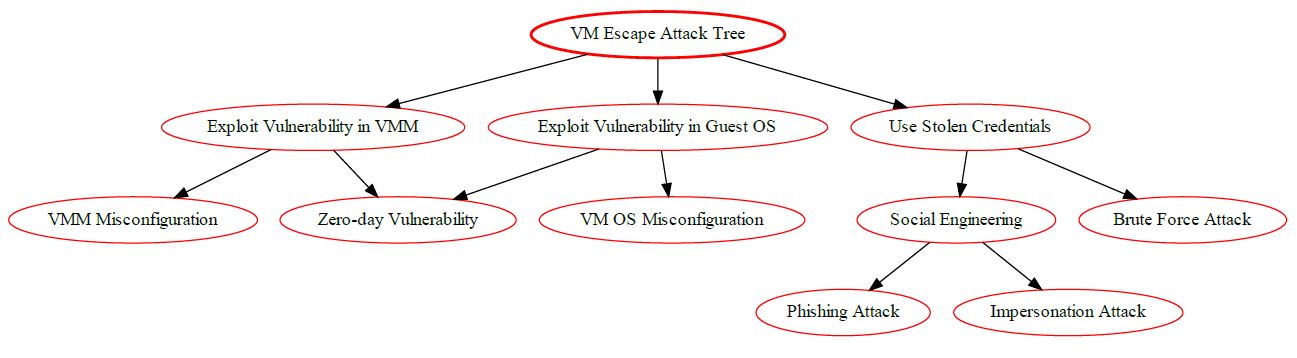 VM Escape Attack Tree
Exploit Vulnerability in VMM
Exploit Vulnerability in Guest OS
Use Stolen Credentials
VMM Misconfiguration
Zero-day Vulnerability
VM OS Misconfiguration
Social Engineering
Brute Force Attack
Phishing Attack
Impersonation Attack